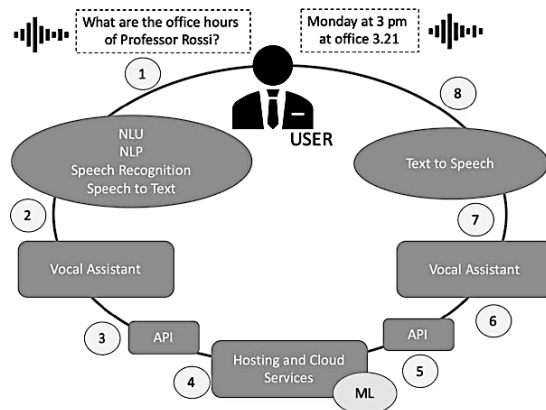 What are the office hours
of Professor Rossi?
Monday at 3 pm
at office 3.21
1
8
USER
NLU
NLP
Speech Recognition
Speech to Text
Text to Speech
2
7
Vocal Assistant
Vocal Assistant
3
API
API
6
4
Hosting and Cloud
Services
5
ML